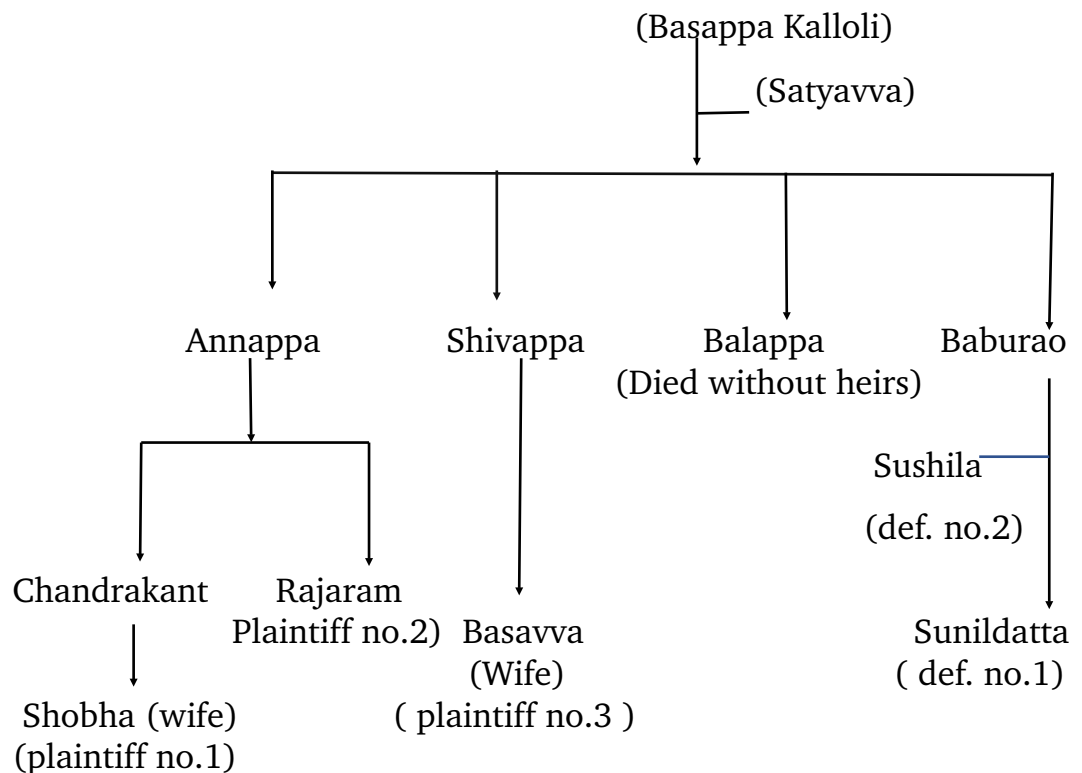 (Basappa Kalloli)
(Satyavva)
Annappa
Shivappa
Balappa
(Died without heirs)
Baburao
Sushila
(def. no.2)
Chandrakant
Rajaram
Plaintiff no.2)
Basavva
(Wife)
( plaintiff no.3 )
Sunildatta
( def. no.1)
Shobha (wife)
(plaintiff no.1)